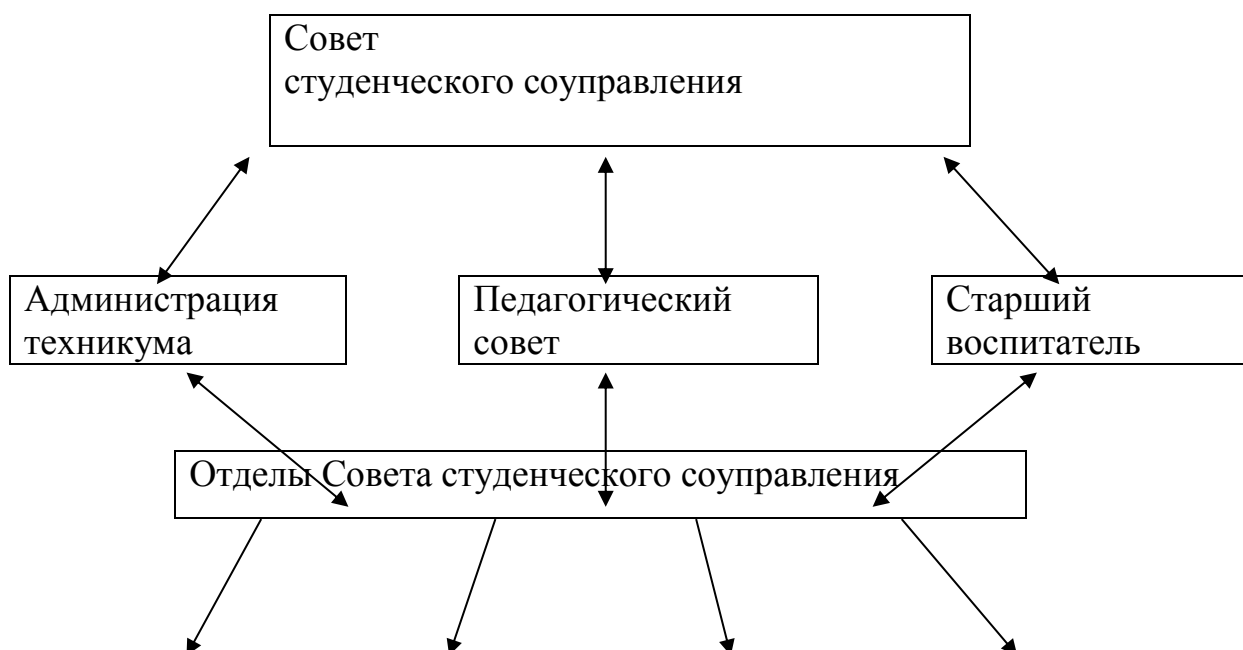 Совет
студенческого соуправления
Администрация
техникума
Педагогический
совет
Старший
воспитатель
Отделы Совета студенческого соуправления